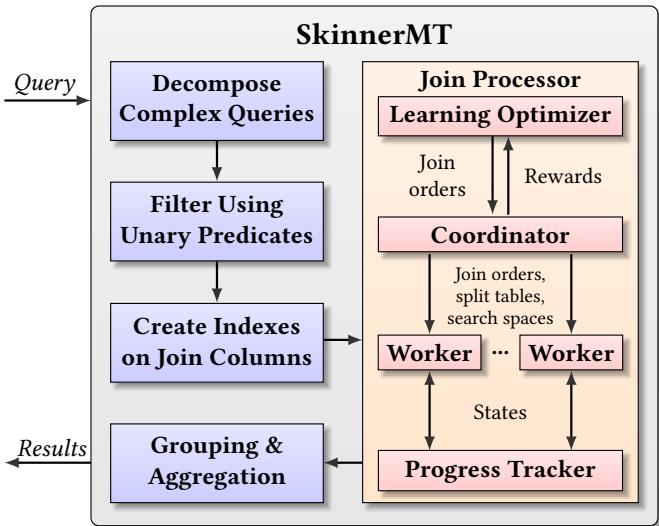 SkinnerMT
Query
Decompose
Complex Queries
Filter Using
Unary Predicates
Create Indexes
on Join Columns
Grouping &
Aggregation
Results
Join Processor
Learning Optimizer
Join
orders
Rewards
Coordinator
Join orders,
split tables,
search spaces
Worker ... Worker
States
Progress Tracker